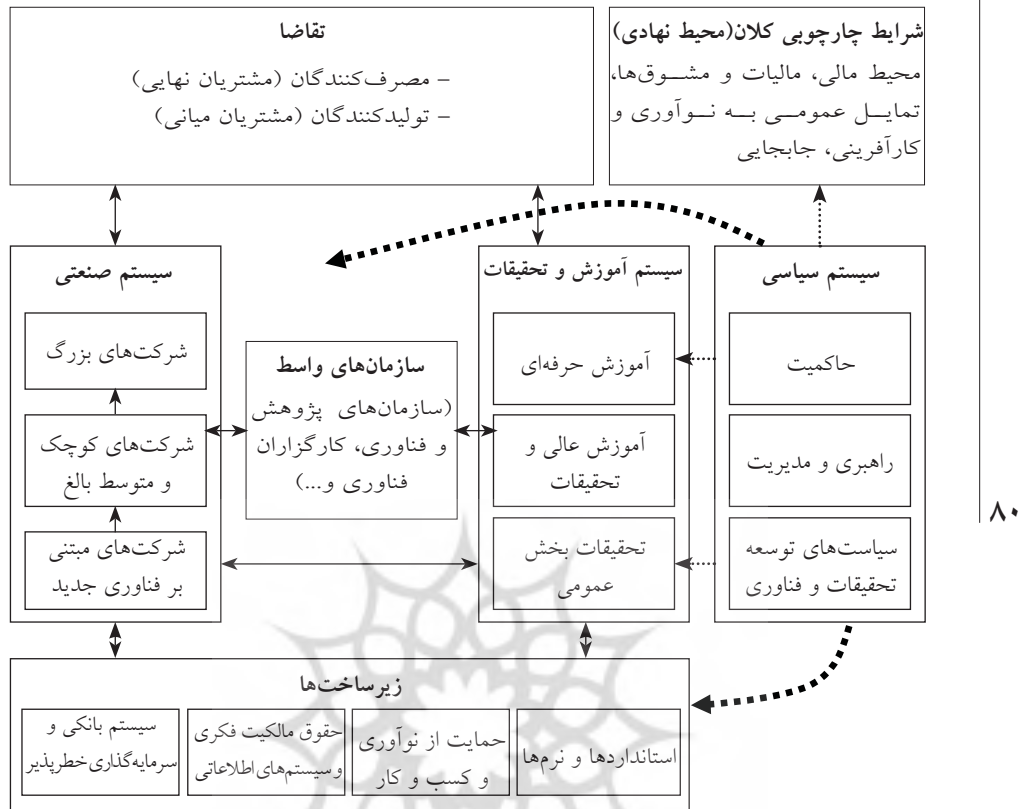 شرایط چارچوبی کلان(محیط نهادی)
محیط مالی، مالیات و مشوق‌ها،
تمایل عمومی به نوآوری و
کارآفرینی، جابجایی
تقاضا
- مصرف‌کنندگان (مشتریان نهایی)
- تولیدکنندگان (مشتریان میانی)
سیستم سیاسی
حاکمیت
راهبری و مدیریت
سیاست‌های توسعه
تحقیقات و فناوری
سیستم آموزش و تحقیقات
آموزش حرفه‌ای
آموزش عالی و
تحقیقات
تحقیقات بخش
عمومی
سازمان‌های واسط
(سازمان‌های پژوهش
و فناوری، کارگزاران
فناوری و...)
سیستم صنعتی
شرکت‌های بزرگ
شرکت‌های کوچک
و متوسط بالغ
شرکت‌های مبتنی
بر فناوری جدید
زیرساخت‌ها
استانداردها و نرم‌ها
حمایت از نوآوری
و کسب و کار
حقوق مالکیت فکری
وسیستم‌های اطلاعاتی
سیستم بانکی و
سرمایه‌گذاری خطرپذیر
۸۰